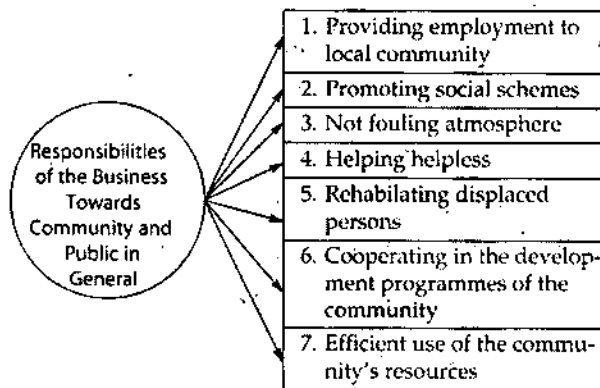 Responsibilities
of the Business
Towards
Community and
Public in
General
1. Providing employment to
local community
2. Promoting social schemes
3. Not fouling atmosphere
4. Helping helpless
5. Rehabilating displaced
persons
6. Cooperating in the develop-
ment programmes of the
community
7. Efficient use of the commu-
nity's resources